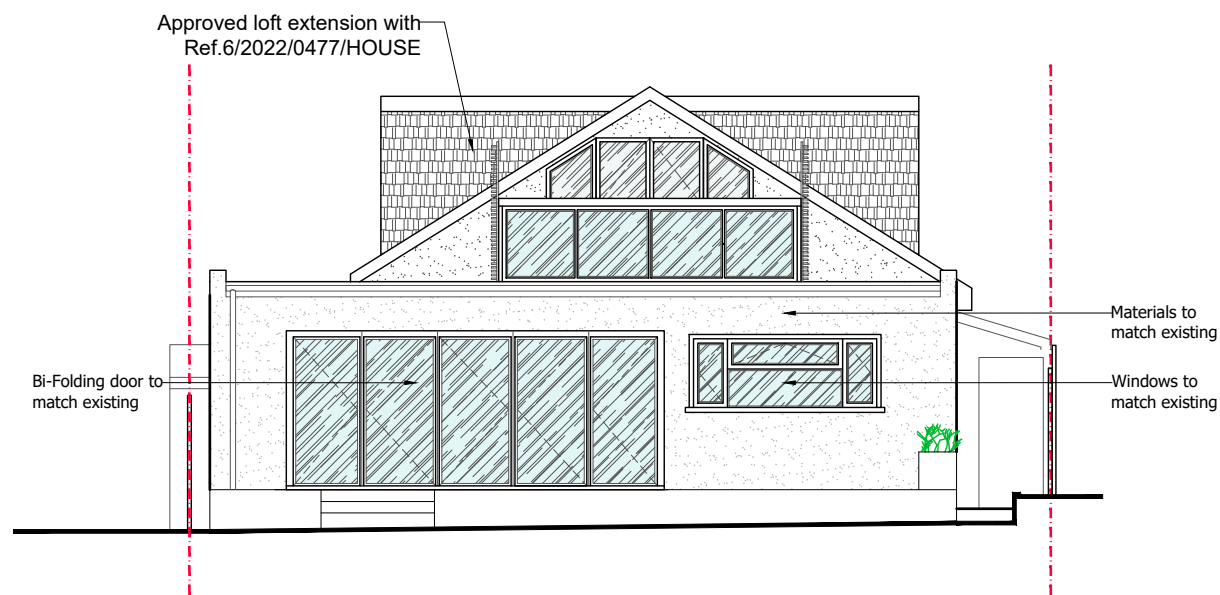 Approved loft extension with
Ref.6/2022/0477/HOUSE
Materials to
match existing
Bi-Folding door to
match existing
Windows to
match existing